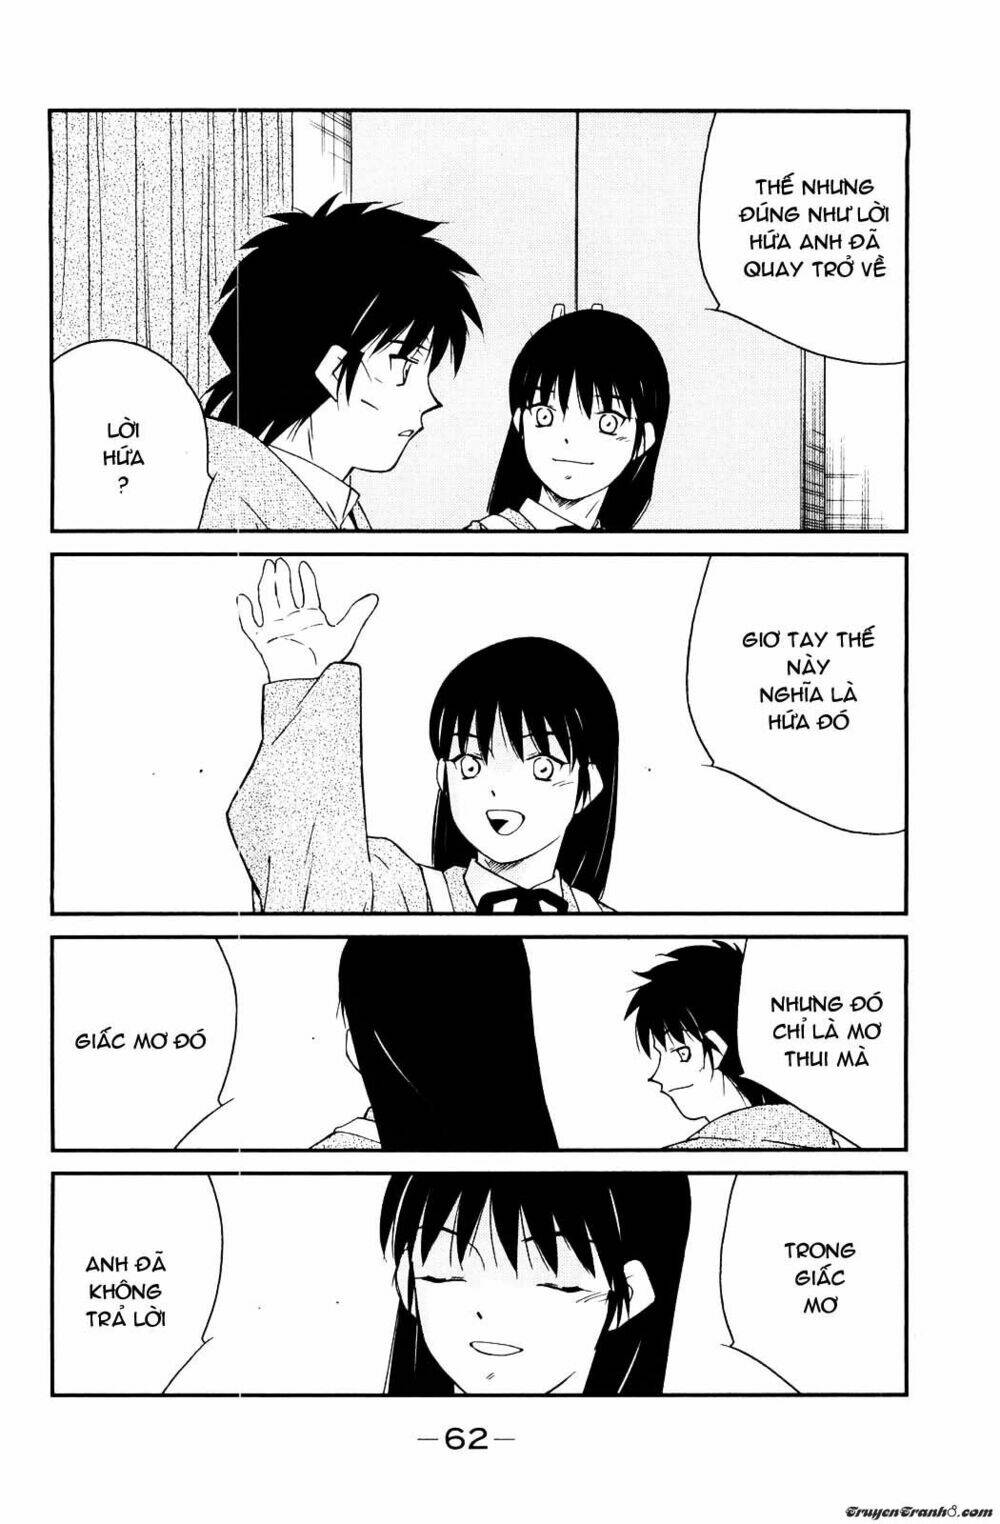 THẾ NHƯNG
ĐÚNG NHƯ LỜI
HỨA ANH ĐÃ
QUAY TRỞ VỀ
LỜI
HỨA
?
GIƠ TAY THẾ
NÀY
NGHĨA LÀ
HỨA ĐÓ
NHƯNG ĐÓ
CHỈ LÀ MƠ
THUI MÀ
GIẤC MƠ ĐÓ
TRONG
GIẤC
MƠ
ANH ĐÃ
KHÔNG
TRẢ LỜI
—62—
TruyenTranh8.com